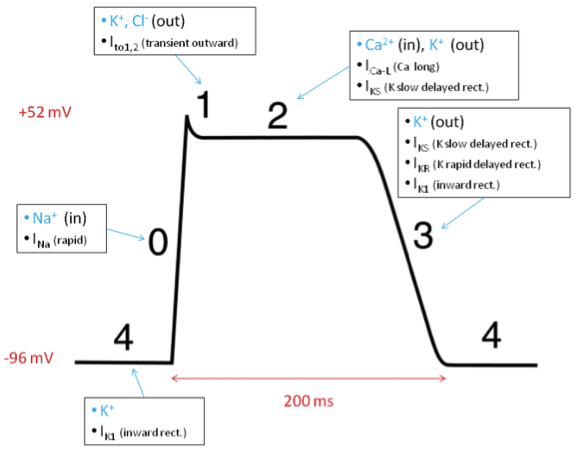 • K⁺, Cl⁻ (out)
• Ito1,2 (transient outward)
• Ca²⁺ (in), K⁺ (out)
• ICa-L (Ca long)
• IKS (K slow delayed rect.)
+52 mV
1
2
• K⁺ (out)
• IKS (K slow delayed rect.)
• IKR (K rapid delayed rect.)
• IK1 (inward rect.)
• Na⁺ (in)
• INa (rapid)
0
3
4
4
-96 mV
200 ms
• K⁺
• IK1 (inward rect.)